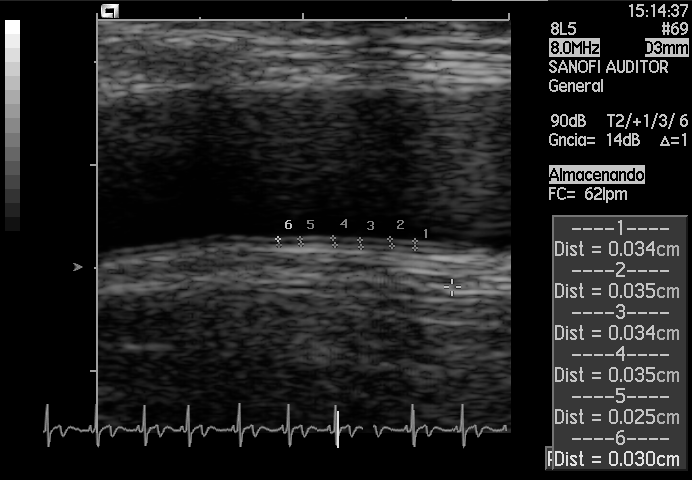 15:14:37
8L5 #69
8.0MHz D3mm
SANOFI AUDITOR
General
90dB T2/+1/3/ 6
Gncia= 14dB Δ=1
Almacenando
FC= 62lpm
6 5 4 3 2 1
----1----
Dist = 0.034cm
----2----
Dist = 0.035cm
----3----
Dist = 0.034cm
----4----
Dist = 0.035cm
----5----
Dist = 0.025cm
----6----
Dist = 0.030cm